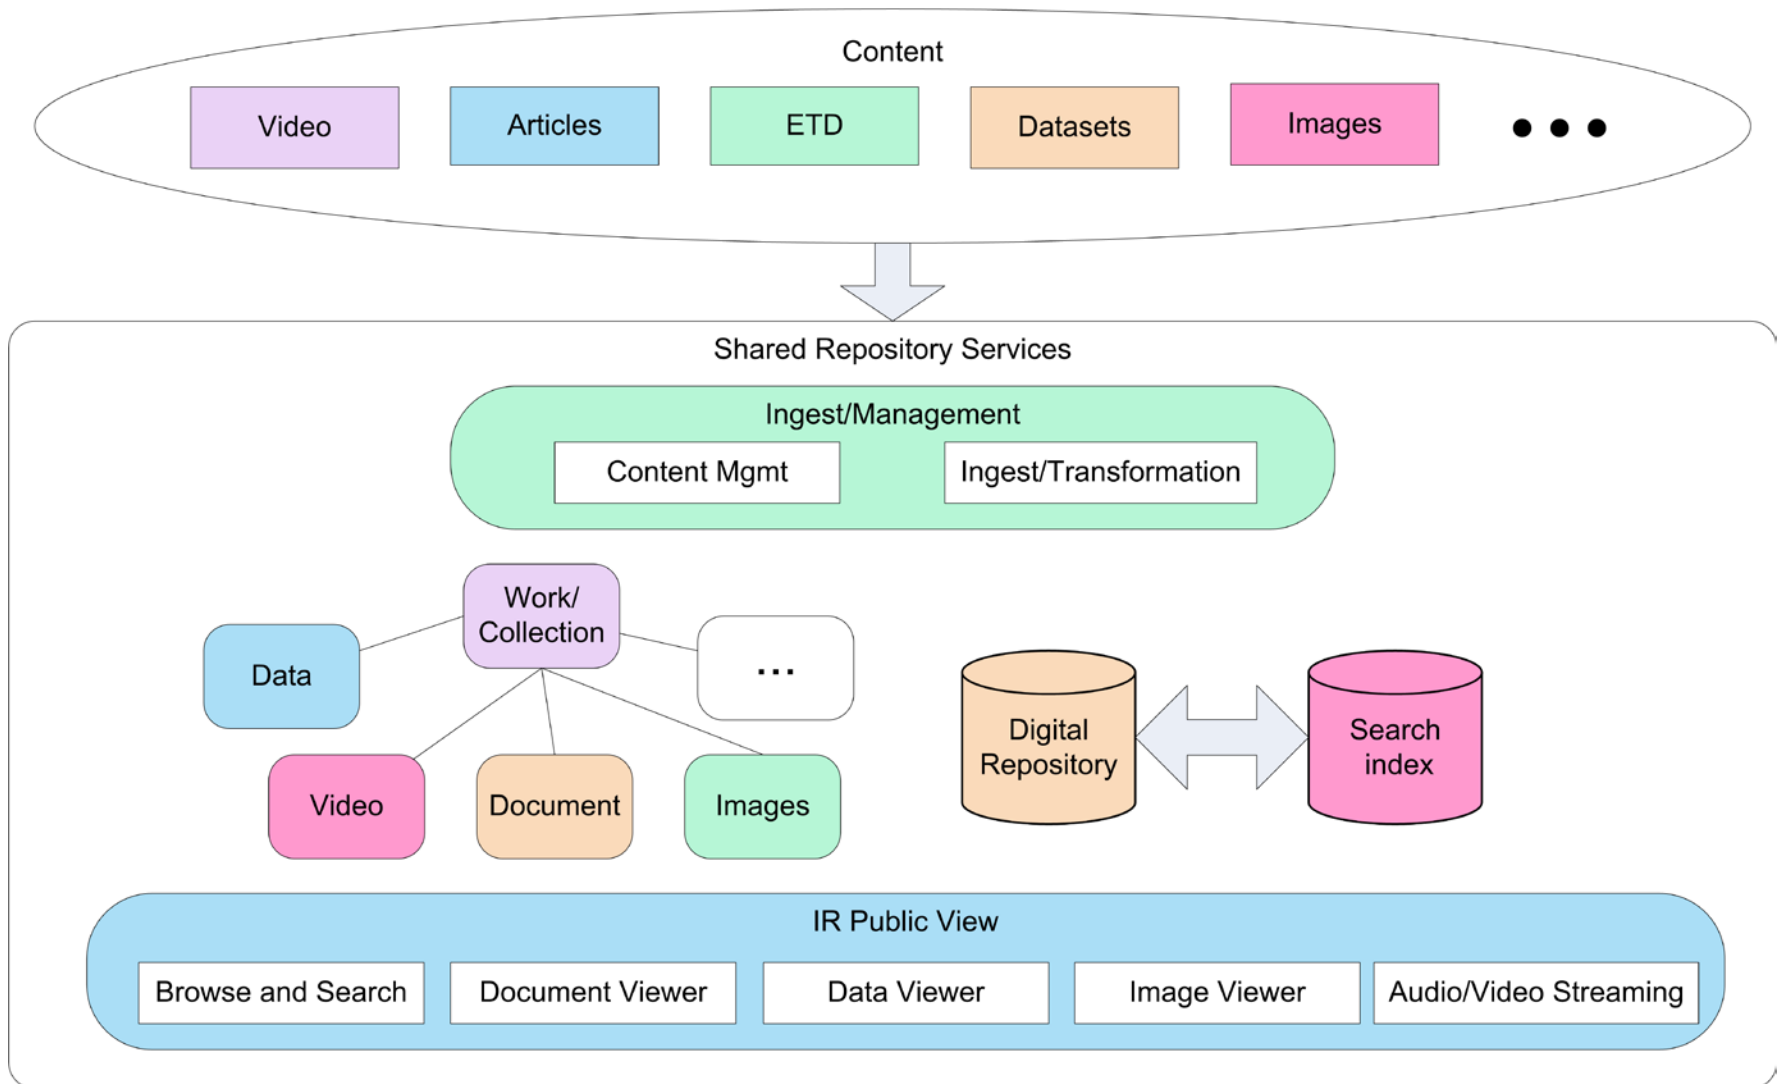 Content
Video
Articles
ETD
Datasets
Images
● ● ●
Shared Repository Services
Ingest/Management
Content Mgmt
Ingest/Transformation
Work/
Collection
Data
...
Video
Document
Images
Digital
Repository
Search
index
IR Public View
Browse and Search
Document Viewer
Data Viewer
Image Viewer
Audio/Video Streaming